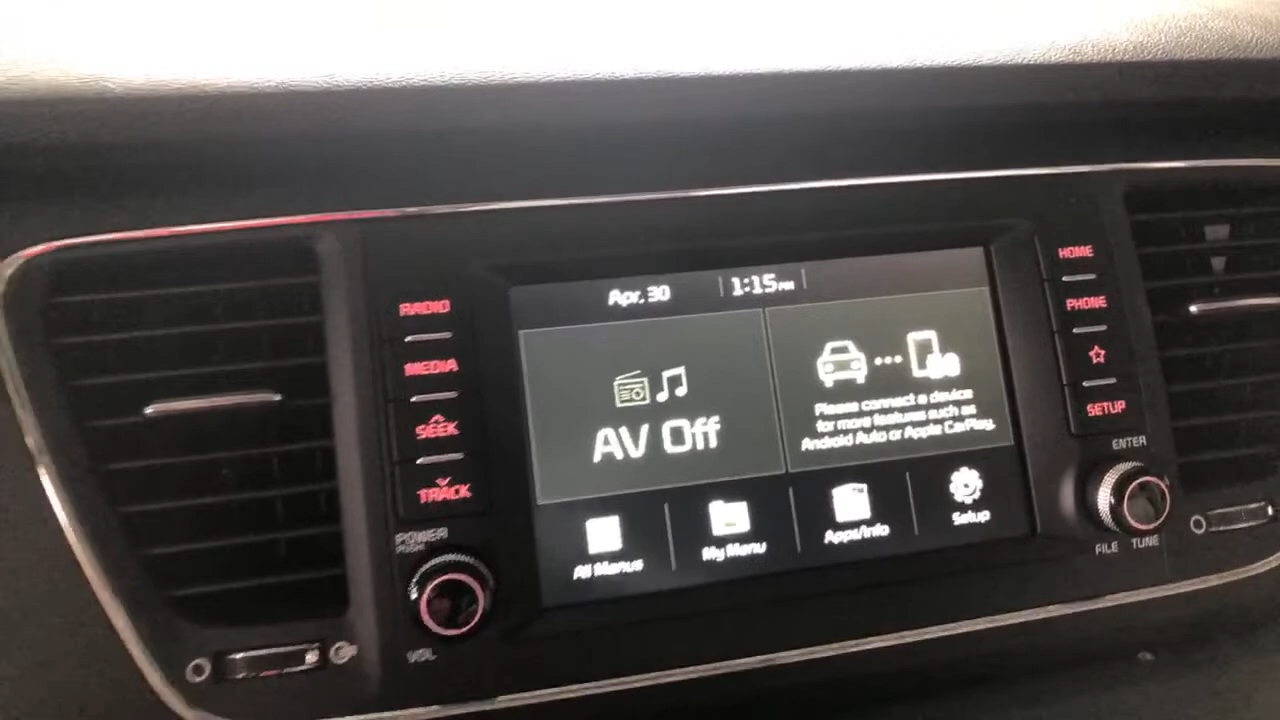 RADIO
MEDIA
SEEK
TRACK
POWER
PUSH
VOL
Apr. 30
1:15 PM
AV Off
Please connect a device
for more features such as
Android Auto or Apple CarPlay.
All Menus
My Menu
Apps/Info
Setup
HOME
PHONE
SETUP
ENTER
FILE TUNE